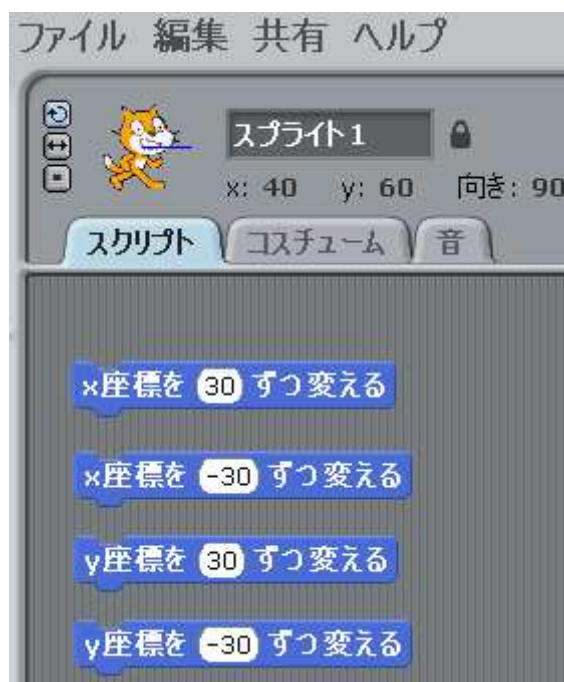 ファイル 編集 共有 ヘルプ
スプライト1
x: 40 y: 60 向き: 90
スクリプト コスチューム 音
x座標を 30 ずつ変える
x座標を -30 ずつ変える
y座標を 30 ずつ変える
y座標を -30 ずつ変える